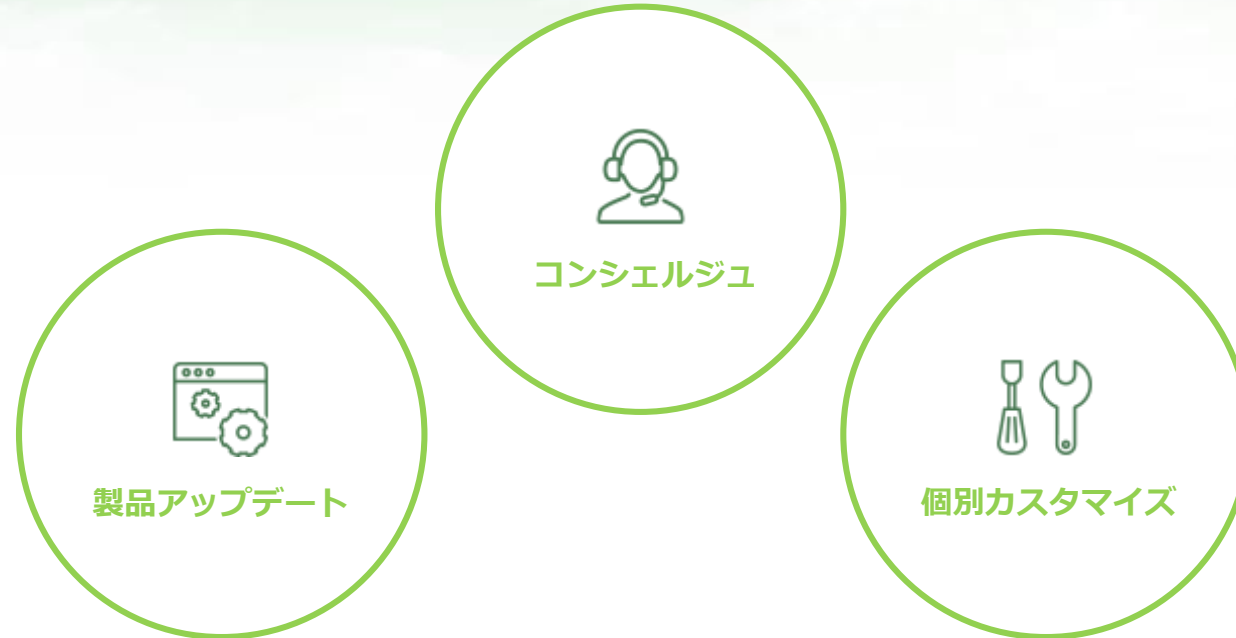 コンシェルジュ
製品アップデート
個別カスタマイズ